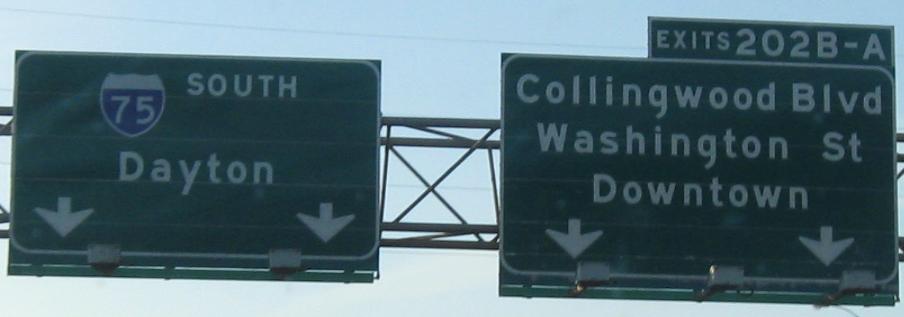 75 SOUTH
Dayton
EXITS 202B-A
Collingwood Blvd
Washington St
Downtown